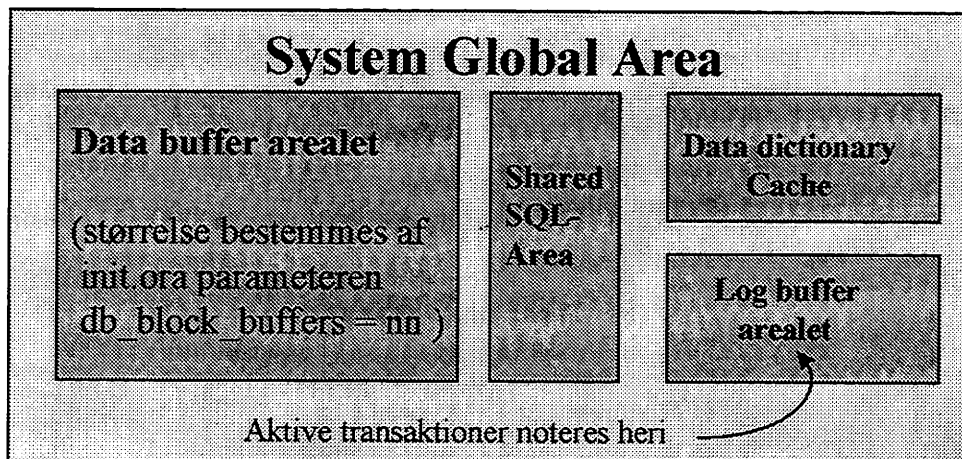 System Global Area
Data buffer arealet
(størrelse bestemmes af
init.ora parameteren
db_block_buffers = nn )
Shared
SQL-
Area
Data dictionary
Cache
Log buffer
arealet
Aktive transaktioner noteres heri